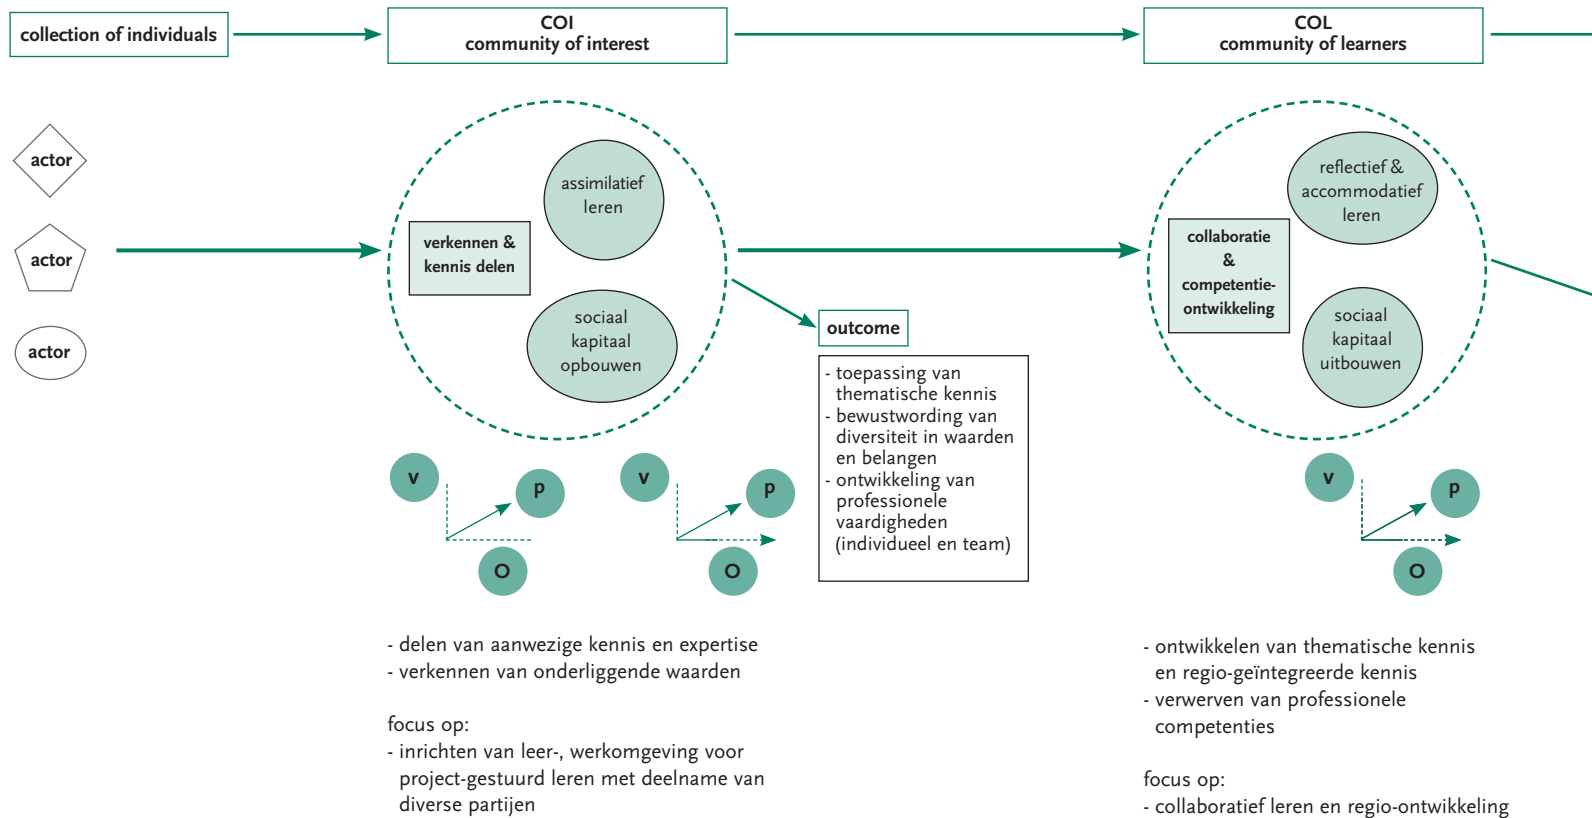 collection of individuals
COI
community of interest
COL
community of learners
actor
actor
actor
verkennen &
kennis delen
assimilatief
leren
sociaal
kapitaal
opbouwen
outcome
- toepassing van
thematische kennis
- bewustwording van
diversiteit in waarden
en belangen
- ontwikkeling van
professionele
vaardigheden
(individueel en team)
collaboratie
&
competentie-
ontwikkeling
reflectief &
accommodatief
leren
sociaal
kapitaal
uitbouwen
v
p
O
v
p
O
v
p
O
- delen van aanwezige kennis en expertise
- verkennen van onderliggende waarden
focus op:
- inrichten van leer-, werkomgeving voor
project-gestuurd leren met deelname van
diverse partijen
- ontwikkelen van thematische kennis
en regio-geïntegreerde kennis
- verwerven van professionele
competenties
focus op:
- collaboratief leren en regio-ontwikkeling